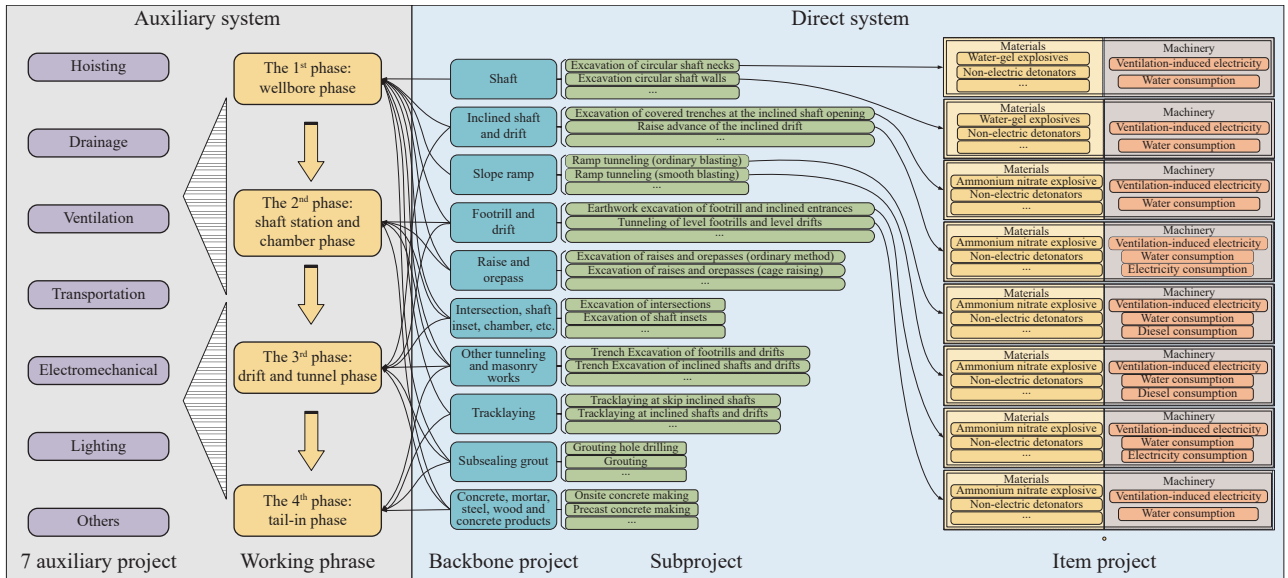 Auxiliary system
Direct system
Hoisting
Drainage
Ventilation
Transportation
Electromechanical
Lighting
Others
7 auxiliary project
The 1st phase:
wellbore phase
The 2nd phase:
shaft station and
chamber phase
The 3rd phase:
drift and tunnel phase
The 4th phase:
tail-in phase
Working phrase
Shaft
Inclined shaft
and drift
Slope ramp
Footrill and
drift
Raise and
orepass
Intersection, shaft
inset, chamber, etc.
Other tunneling
and masonry
works
Tracklaying
Subsealing grout
Concrete, mortar,
steel, wood and
concrete products
Backbone project
Excavation of circular shaft necks
Excavation circular shaft walls
...
Excavation of covered trenches at the inclined shaft opening
Raise advance of the inclined drift
...
Ramp tunneling (ordinary blasting)
Ramp tunneling (smooth blasting)
...
Earthwork excavation of footrill and inclined entrances
Tunneling of level footrills and level drifts
...
Excavation of raises and orepasses (ordinary method)
Excavation of raises and orepasses (cage raising)
...
Excavation of intersections
Excavation of shaft insets
...
Trench Excavation of footrills and drifts
Trench Excavation of inclined shafts and drifts
...
Tracklaying at skip inclined shafts
Tracklaying at inclined shafts and drifts
...
Grouting hole drilling
Grouting
...
Onsite concrete making
Precast concrete making
...
Subproject
Materials
Water-gel explosives
Non-electric detonators
...
Machinery
Ventilation-induced electricity
Water consumption
Materials
Water-gel explosives
Non-electric detonators
...
Machinery
Ventilation-induced electricity
Water consumption
Materials
Ammonium nitrate explosive
Non-electric detonators
...
Machinery
Ventilation-induced electricity
Water consumption
Materials
Ammonium nitrate explosive
Non-electric detonators
...
Machinery
Ventilation-induced electricity
Water consumption
Electricity consumption
Materials
Ammonium nitrate explosive
Non-electric detonators
...
Machinery
Ventilation-induced electricity
Water consumption
Diesel consumption
Materials
Ammonium nitrate explosive
Non-electric detonators
...
Machinery
Ventilation-induced electricity
Water consumption
Diesel consumption
Materials
Ammonium nitrate explosive
Non-electric detonators
...
Machinery
Ventilation-induced electricity
Water consumption
Electricity consumption
Materials
Ammonium nitrate explosive
Non-electric detonators
...
Machinery
Ventilation-induced electricity
Water consumption
Item project